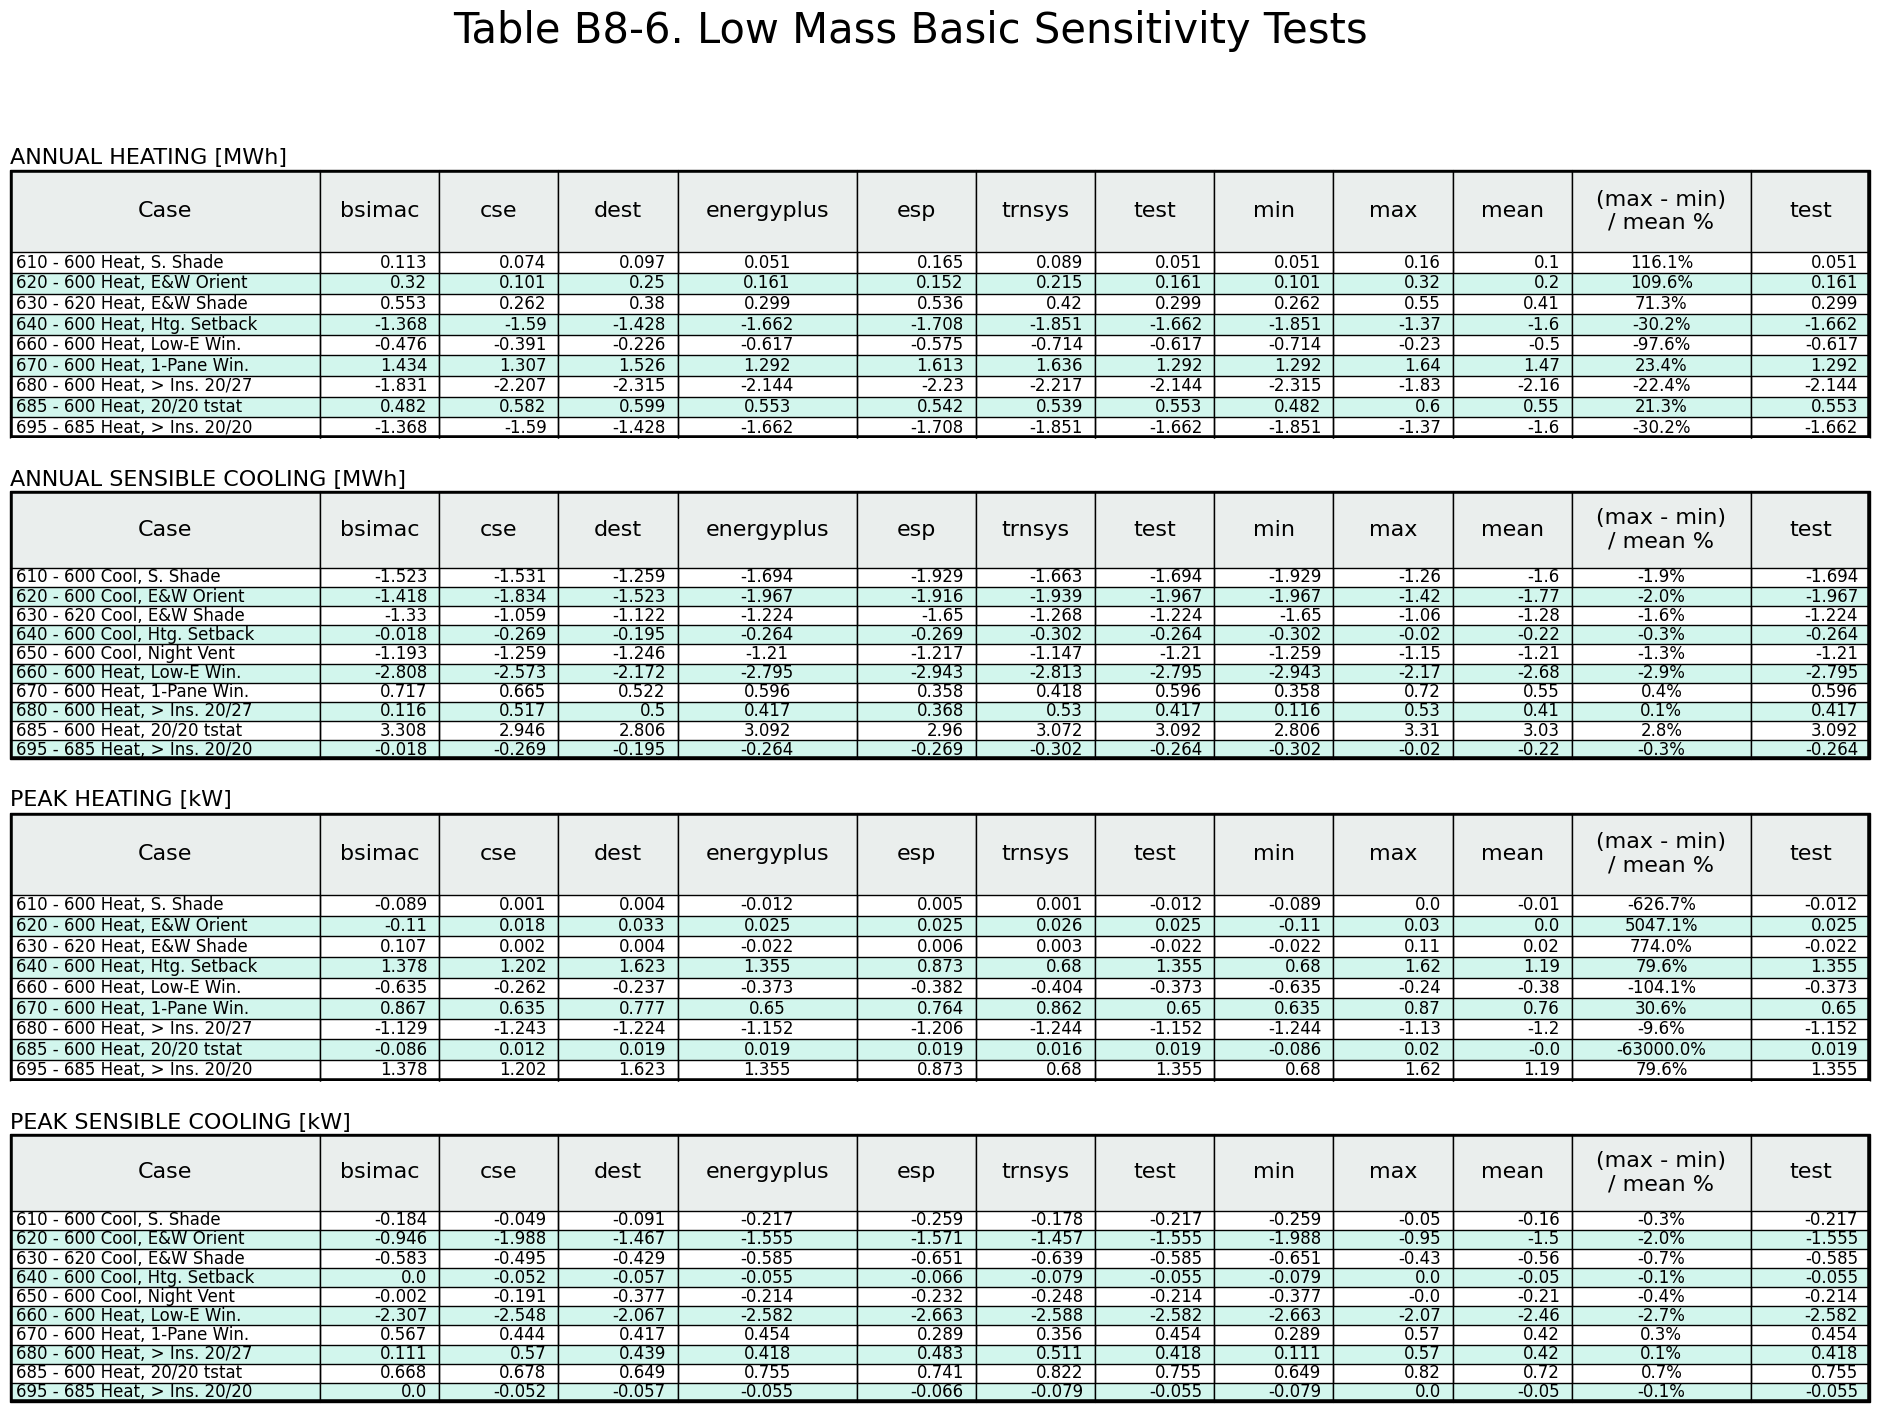 Table B8-6. Low Mass Basic Sensitivity Tests
ANNUAL HEATING [MWh]
Case bsimac cse dest energyplus esp trnsys test min max mean (max - min) / mean % test
610 - 600 Heat, S. Shade 0.113 0.074 0.097 0.051 0.165 0.089 0.051 0.051 0.16 0.1 116.1% 0.051
620 - 600 Heat, E&W Orient 0.32 0.101 0.25 0.161 0.152 0.215 0.161 0.101 0.32 0.2 109.6% 0.161
630 - 620 Heat, E&W Shade 0.553 0.262 0.38 0.299 0.536 0.42 0.299 0.262 0.55 0.41 71.3% 0.299
640 - 600 Heat, Htg. Setback -1.368 -1.59 -1.428 -1.662 -1.708 -1.851 -1.662 -1.851 -1.37 -1.6 -30.2% -1.662
660 - 600 Heat, Low-E Win. -0.476 -0.391 -0.226 -0.617 -0.575 -0.714 -0.617 -0.714 -0.23 -0.5 -97.6% -0.617
670 - 600 Heat, 1-Pane Win. 1.434 1.307 1.526 1.292 1.613 1.636 1.292 1.292 1.64 1.47 23.4% 1.292
680 - 600 Heat, > Ins. 20/27 -1.831 -2.207 -2.315 -2.144 -2.23 -2.217 -2.144 -2.315 -1.83 -2.16 -22.4% -2.144
685 - 600 Heat, 20/20 tstat 0.482 0.582 0.599 0.553 0.542 0.539 0.553 0.482 0.6 0.55 21.3% 0.553
695 - 685 Heat, > Ins. 20/20 -1.368 -1.59 -1.428 -1.662 -1.708 -1.851 -1.662 -1.851 -1.37 -1.6 -30.2% -1.662
ANNUAL SENSIBLE COOLING [MWh]
Case bsimac cse dest energyplus esp trnsys test min max mean (max - min) / mean % test
610 - 600 Cool, S. Shade -1.523 -1.531 -1.259 -1.694 -1.929 -1.663 -1.694 -1.929 -1.26 -1.6 -1.9% -1.694
620 - 600 Cool, E&W Orient -1.418 -1.834 -1.523 -1.967 -1.916 -1.939 -1.967 -1.967 -1.42 -1.77 -2.0% -1.967
630 - 620 Cool, E&W Shade -1.33 -1.059 -1.122 -1.224 -1.65 -1.268 -1.224 -1.65 -1.06 -1.28 -1.6% -1.224
640 - 600 Cool, Htg. Setback -0.018 -0.269 -0.195 -0.264 -0.269 -0.302 -0.264 -0.302 -0.02 -0.22 -0.3% -0.264
650 - 600 Cool, Night Vent -1.193 -1.259 -1.246 -1.21 -1.217 -1.147 -1.21 -1.259 -1.15 -1.21 -1.3% -1.21
660 - 600 Heat, Low-E Win. -2.808 -2.573 -2.172 -2.795 -2.943 -2.813 -2.795 -2.943 -2.17 -2.68 -2.9% -2.795
670 - 600 Heat, 1-Pane Win. 0.717 0.665 0.522 0.596 0.358 0.418 0.596 0.358 0.72 0.55 0.4% 0.596
680 - 600 Heat, > Ins. 20/27 0.116 0.517 0.5 0.417 0.368 0.53 0.417 0.116 0.53 0.41 0.1% 0.417
685 - 600 Heat, 20/20 tstat 3.308 2.946 2.806 3.092 2.96 3.072 3.092 2.806 3.31 3.03 2.8% 3.092
695 - 685 Heat, > Ins. 20/20 -0.018 -0.269 -0.195 -0.264 -0.269 -0.302 -0.264 -0.302 -0.02 -0.22 -0.3% -0.264
PEAK HEATING [kW]
Case bsimac cse dest energyplus esp trnsys test min max mean (max - min) / mean % test
610 - 600 Heat, S. Shade -0.089 0.001 0.004 -0.012 0.005 0.001 -0.012 -0.089 0.0 -0.01 -626.7% -0.012
620 - 600 Heat, E&W Orient -0.11 0.018 0.033 0.025 0.025 0.026 0.025 -0.11 0.03 0.0 5047.1% 0.025
630 - 620 Heat, E&W Shade 0.107 0.002 0.004 -0.022 0.006 0.003 -0.022 -0.022 0.11 0.02 774.0% -0.022
640 - 600 Heat, Htg. Setback 1.378 1.202 1.623 1.355 0.873 0.68 1.355 0.68 1.62 1.19 79.6% 1.355
660 - 600 Heat, Low-E Win. -0.635 -0.262 -0.237 -0.373 -0.382 -0.404 -0.373 -0.635 -0.24 -0.38 -104.1% -0.373
670 - 600 Heat, 1-Pane Win. 0.867 0.635 0.777 0.65 0.764 0.862 0.65 0.635 0.87 0.76 30.6% 0.65
680 - 600 Heat, > Ins. 20/27 -1.129 -1.243 -1.224 -1.152 -1.206 -1.244 -1.152 -1.244 -1.13 -1.2 -9.6% -1.152
685 - 600 Heat, 20/20 tstat -0.086 0.012 0.019 0.019 0.019 0.016 0.019 -0.086 0.02 -0.0 -63000.0% 0.019
695 - 685 Heat, > Ins. 20/20 1.378 1.202 1.623 1.355 0.873 0.68 1.355 0.68 1.62 1.19 79.6% 1.355
PEAK SENSIBLE COOLING [kW]
Case bsimac cse dest energyplus esp trnsys test min max mean (max - min) / mean % test
610 - 600 Cool, S. Shade -0.184 -0.049 -0.091 -0.217 -0.259 -0.178 -0.217 -0.259 -0.05 -0.16 -0.3% -0.217
620 - 600 Cool, E&W Orient -0.946 -1.988 -1.467 -1.555 -1.571 -1.457 -1.555 -1.988 -0.95 -1.5 -2.0% -1.555
630 - 620 Cool, E&W Shade -0.583 -0.495 -0.429 -0.585 -0.651 -0.639 -0.585 -0.651 -0.43 -0.56 -0.7% -0.585
640 - 600 Cool, Htg. Setback 0.0 -0.052 -0.057 -0.055 -0.066 -0.079 -0.055 -0.079 0.0 -0.05 -0.1% -0.055
650 - 600 Cool, Night Vent -0.002 -0.191 -0.377 -0.214 -0.232 -0.248 -0.214 -0.377 -0.0 -0.21 -0.4% -0.214
660 - 600 Heat, Low-E Win. -2.307 -2.548 -2.067 -2.582 -2.663 -2.588 -2.582 -2.663 -2.07 -2.46 -2.7% -2.582
670 - 600 Heat, 1-Pane Win. 0.567 0.444 0.417 0.454 0.289 0.356 0.454 0.289 0.57 0.42 0.3% 0.454
680 - 600 Heat, > Ins. 20/27 0.111 0.57 0.439 0.418 0.483 0.511 0.418 0.111 0.57 0.42 0.1% 0.418
685 - 600 Heat, 20/20 tstat 0.668 0.678 0.649 0.755 0.741 0.822 0.755 0.649 0.82 0.72 0.7% 0.755
695 - 685 Heat, > Ins. 20/20 0.0 -0.052 -0.057 -0.055 -0.066 -0.079 -0.055 -0.079 0.0 -0.05 -0.1% -0.055